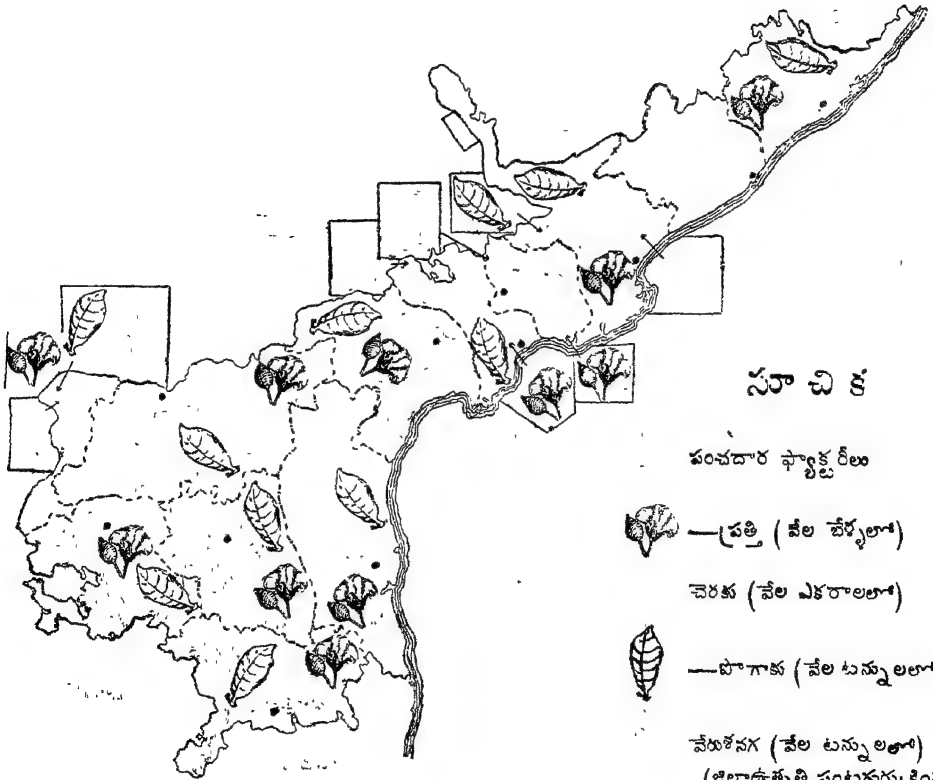 సూచిక
పంచదార ఫ్యాక్టరీలు
—ప్రత్తి (వేల బేళ్ళలో)
చెరకు (వేల ఎకరాలలో)
—పొగాకు (వేల టన్నులలో
వేరుశనగ (వేల టన్నులలో)